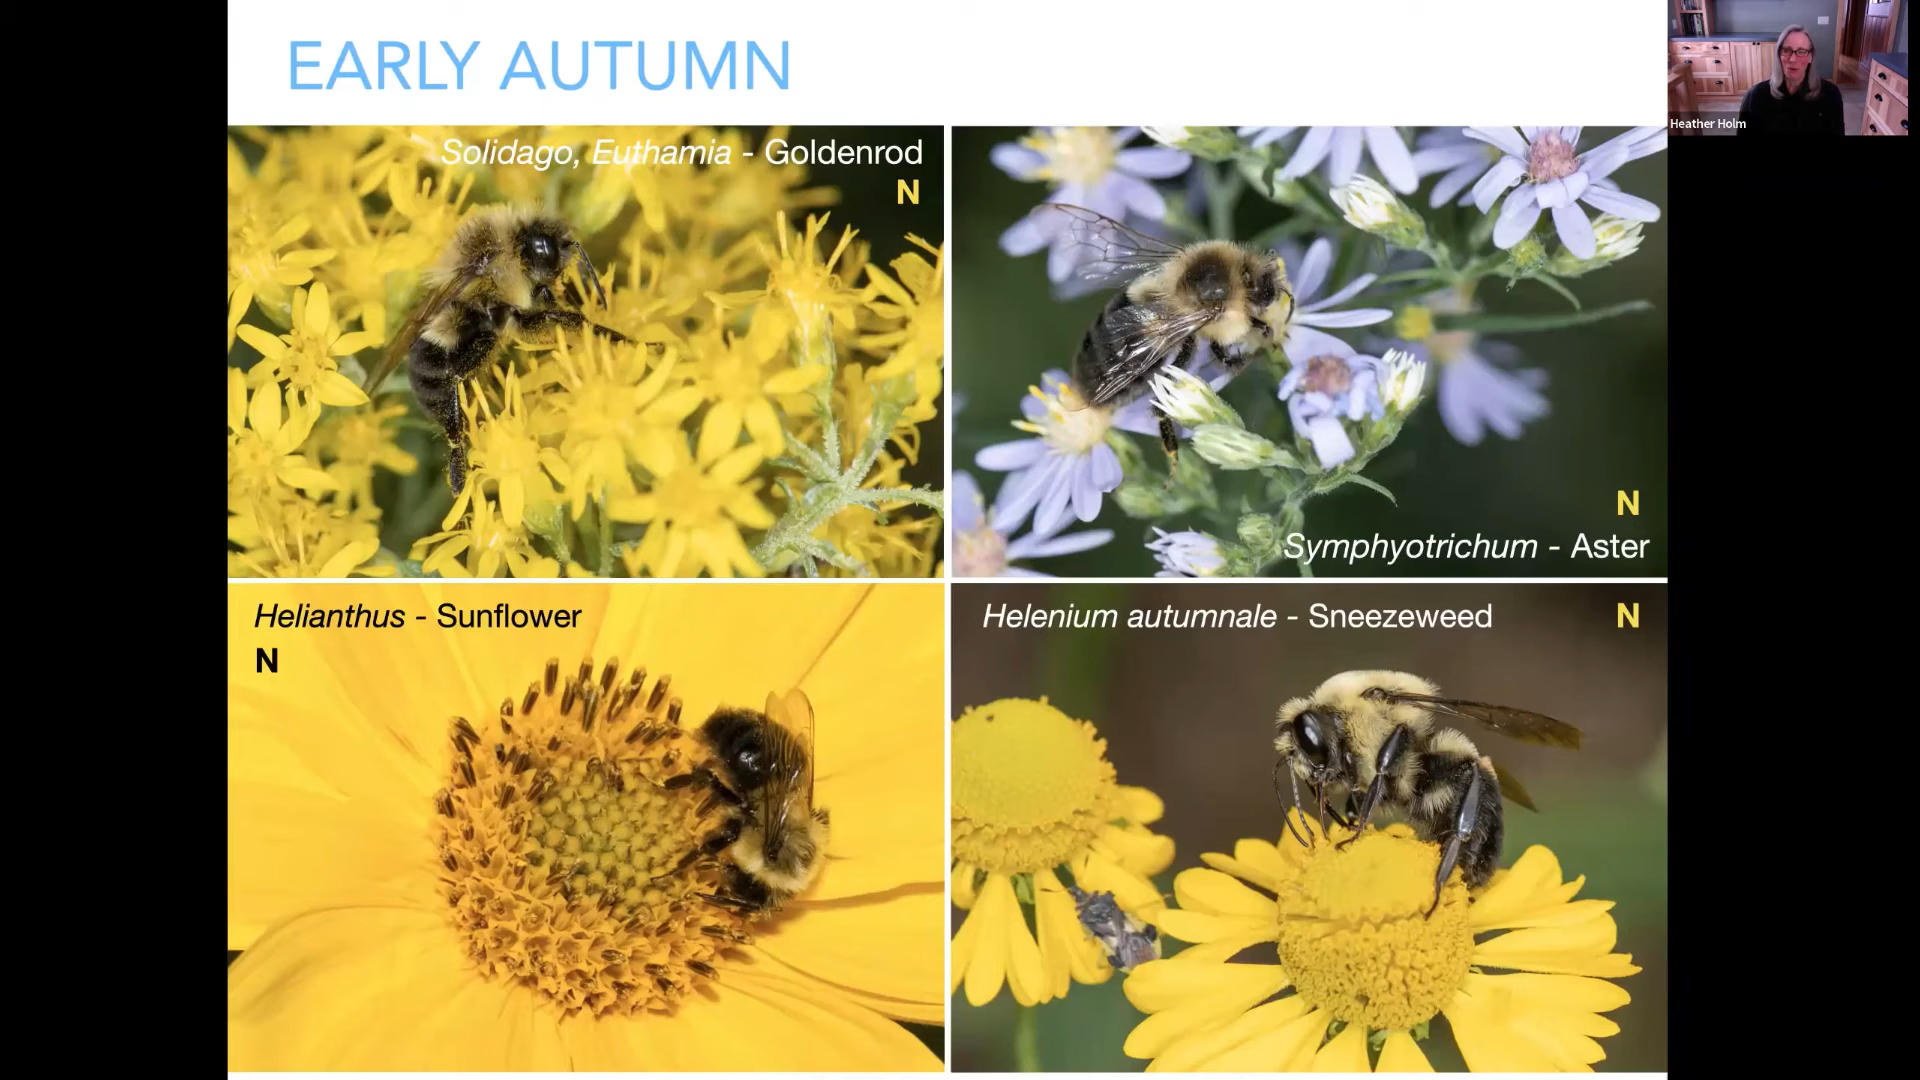 EARLY AUTUMN
Heather Holm
Solidago, Euthamia - Goldenrod
N
N
Symphyotrichum - Aster
Helianthus - Sunflower
N
Helenium autumnale - Sneezeweed
N